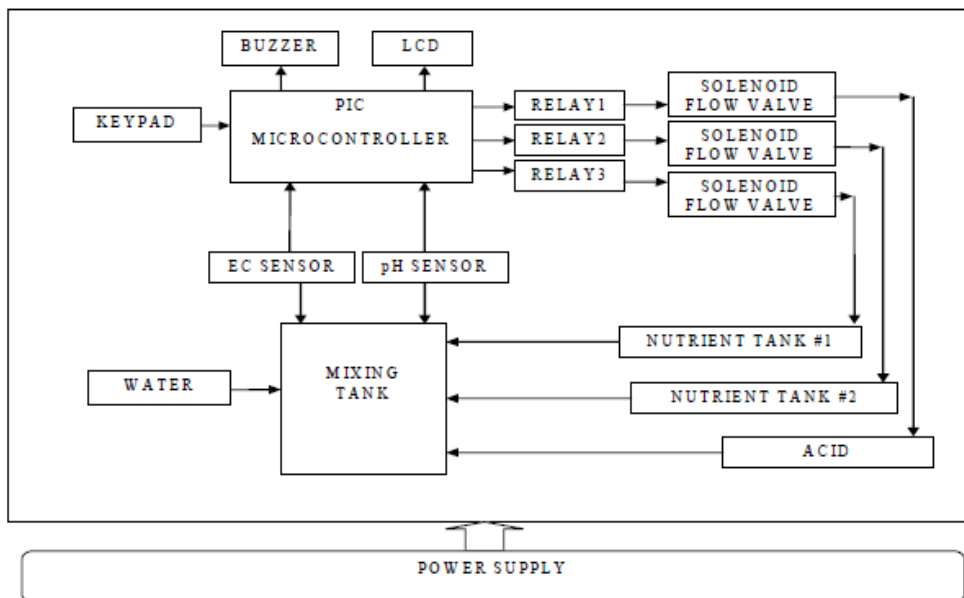 BUZZER
LCD
PIC
MICROCONTROLLER
KEYPAD
RELAY1
RELAY2
RELAY3
SOLENOID
FLOW VALVE
SOLENOID
FLOW VALVE
SOLENOID
FLOW VALVE
EC SENSOR
pH SENSOR
MIXING
TANK
WATER
NUTRIENT TANK #1
NUTRIENT TANK #2
ACID
POWER SUPPLY